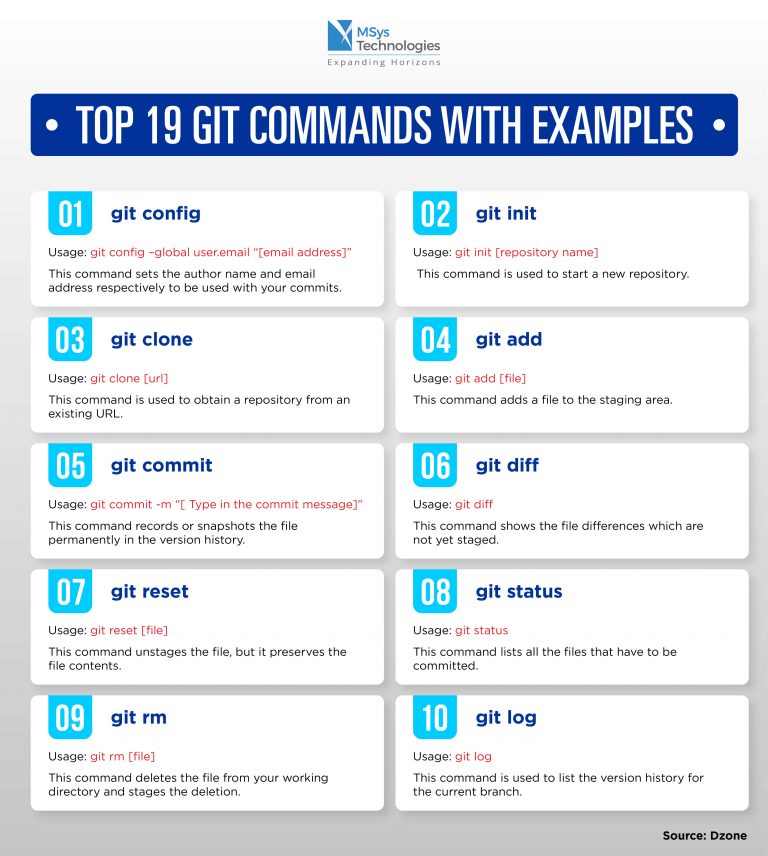 MSys
Technologies
Expanding Horizons
• TOP 19 GIT COMMANDS WITH EXAMPLES •
01 git config
Usage: git config –global user.email “[email address]”
This command sets the author name and email
address respectively to be used with your commits.
02 git init
Usage: git init [repository name]
This command is used to start a new repository.
03 git clone
Usage: git clone [url]
This command is used to obtain a repository from an
existing URL.
04 git add
Usage: git add [file]
This command adds a file to the staging area.
05 git commit
Usage: git commit -m “[ Type in the commit message]”
This command records or snapshots the file
permanently in the version history.
06 git diff
Usage: git diff
This command shows the file differences which are
not yet staged.
07 git reset
Usage: git reset [file]
This command unstages the file, but it preserves the
file contents.
08 git status
Usage: git status
This command lists all the files that have to be
committed.
09 git rm
Usage: git rm [file]
This command deletes the file from your working
directory and stages the deletion.
10 git log
Usage: git log
This command is used to list the version history for
the current branch.
Source: Dzone